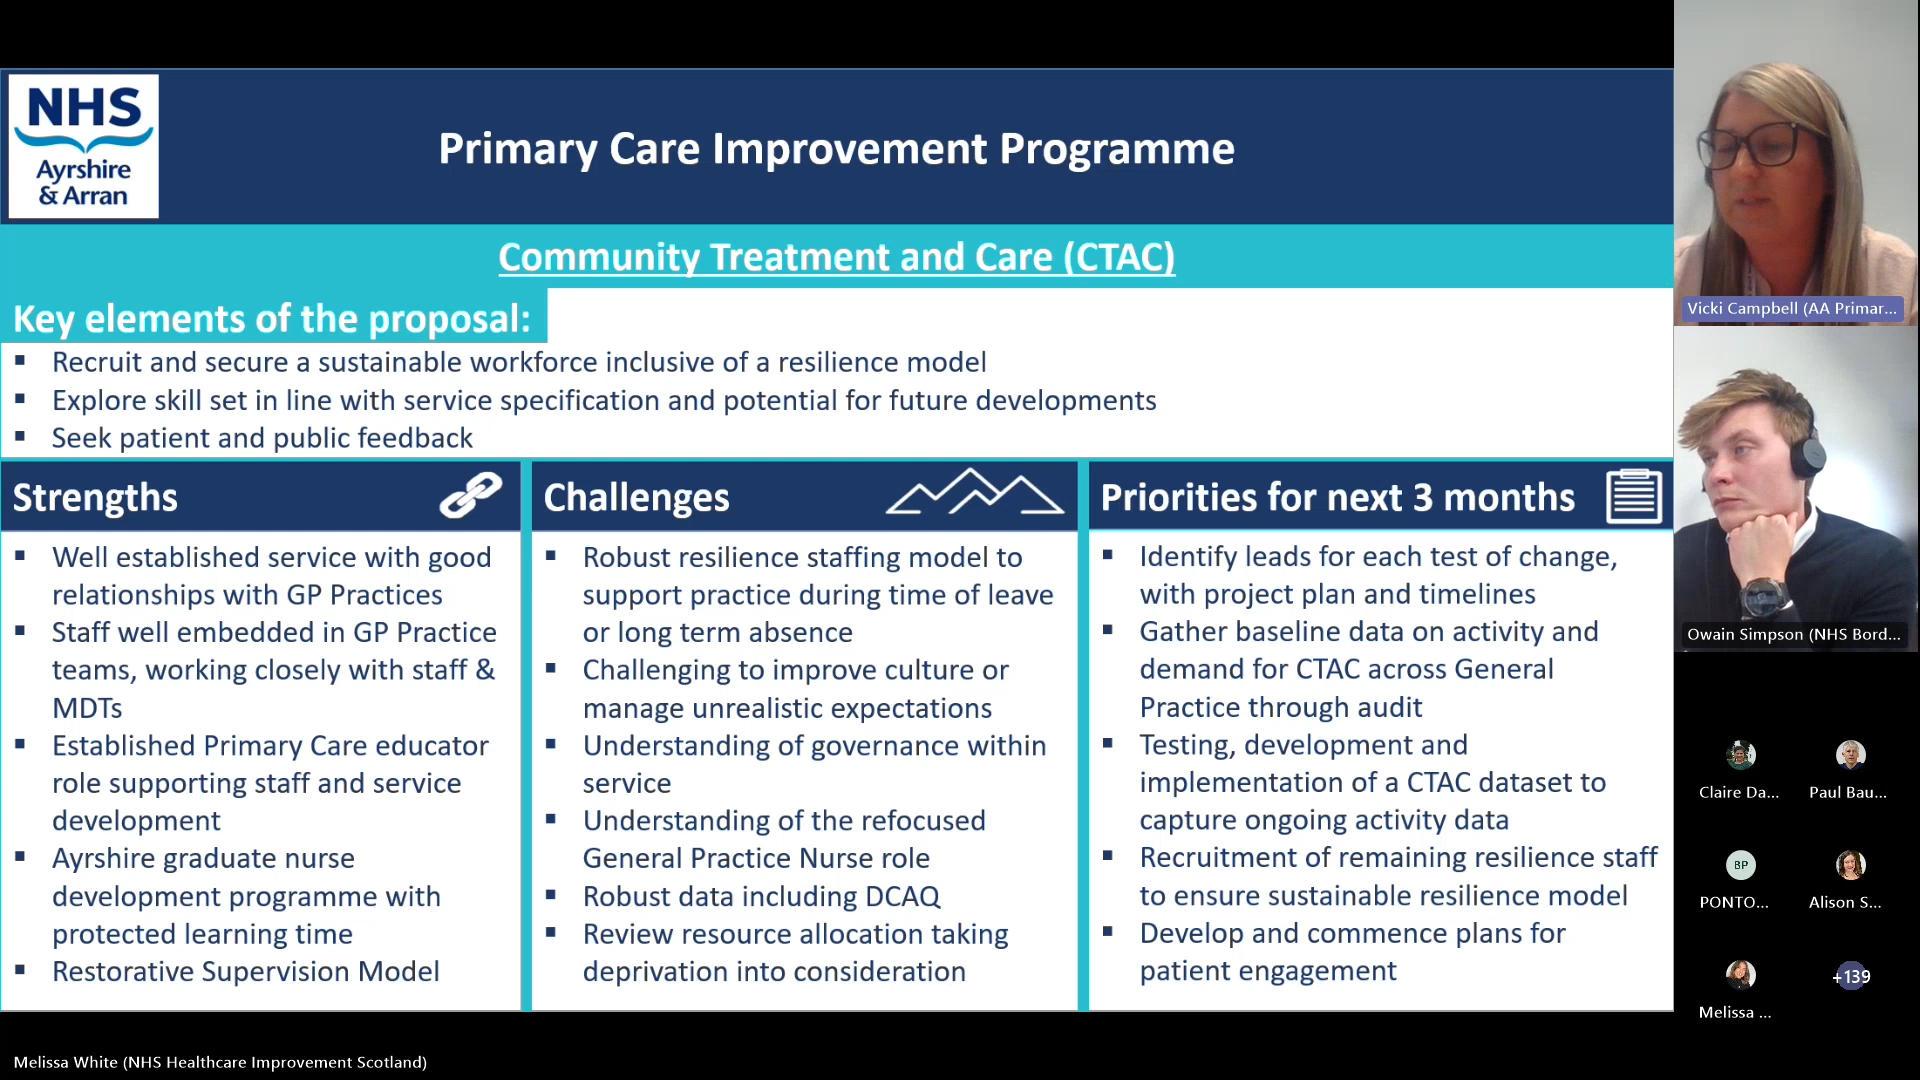 NHS
Ayrshire
& Arran
Primary Care Improvement Programme
Community Treatment and Care (CTAC)
Key elements of the proposal:
▪ Recruit and secure a sustainable workforce inclusive of a resilience model
▪ Explore skill set in line with service specification and potential for future developments
▪ Seek patient and public feedback
Strengths
▪ Well established service with good
relationships with GP Practices
▪ Staff well embedded in GP Practice
teams, working closely with staff &
MDTs
▪ Established Primary Care educator
role supporting staff and service
development
▪ Ayrshire graduate nurse
development programme with
protected learning time
▪ Restorative Supervision Model
Challenges
▪ Robust resilience staffing model to
support practice during time of leave
or long term absence
▪ Challenging to improve culture or
manage unrealistic expectations
▪ Understanding of governance within
service
▪ Understanding of the refocused
General Practice Nurse role
▪ Robust data including DCAQ
▪ Review resource allocation taking
deprivation into consideration
Priorities for next 3 months
▪ Identify leads for each test of change,
with project plan and timelines
▪ Gather baseline data on activity and
demand for CTAC across General
Practice through audit
▪ Testing, development and
implementation of a CTAC dataset to
capture ongoing activity data
▪ Recruitment of remaining resilience staff
to ensure sustainable resilience model
▪ Develop and commence plans for
patient engagement
Vicki Campbell (AA Primar...
Owain Simpson (NHS Bord...
Claire Da...
Paul Bau...
BP
PONTO...
Alison S...
Melissa ...
+139
Melissa White (NHS Healthcare Improvement Scotland)